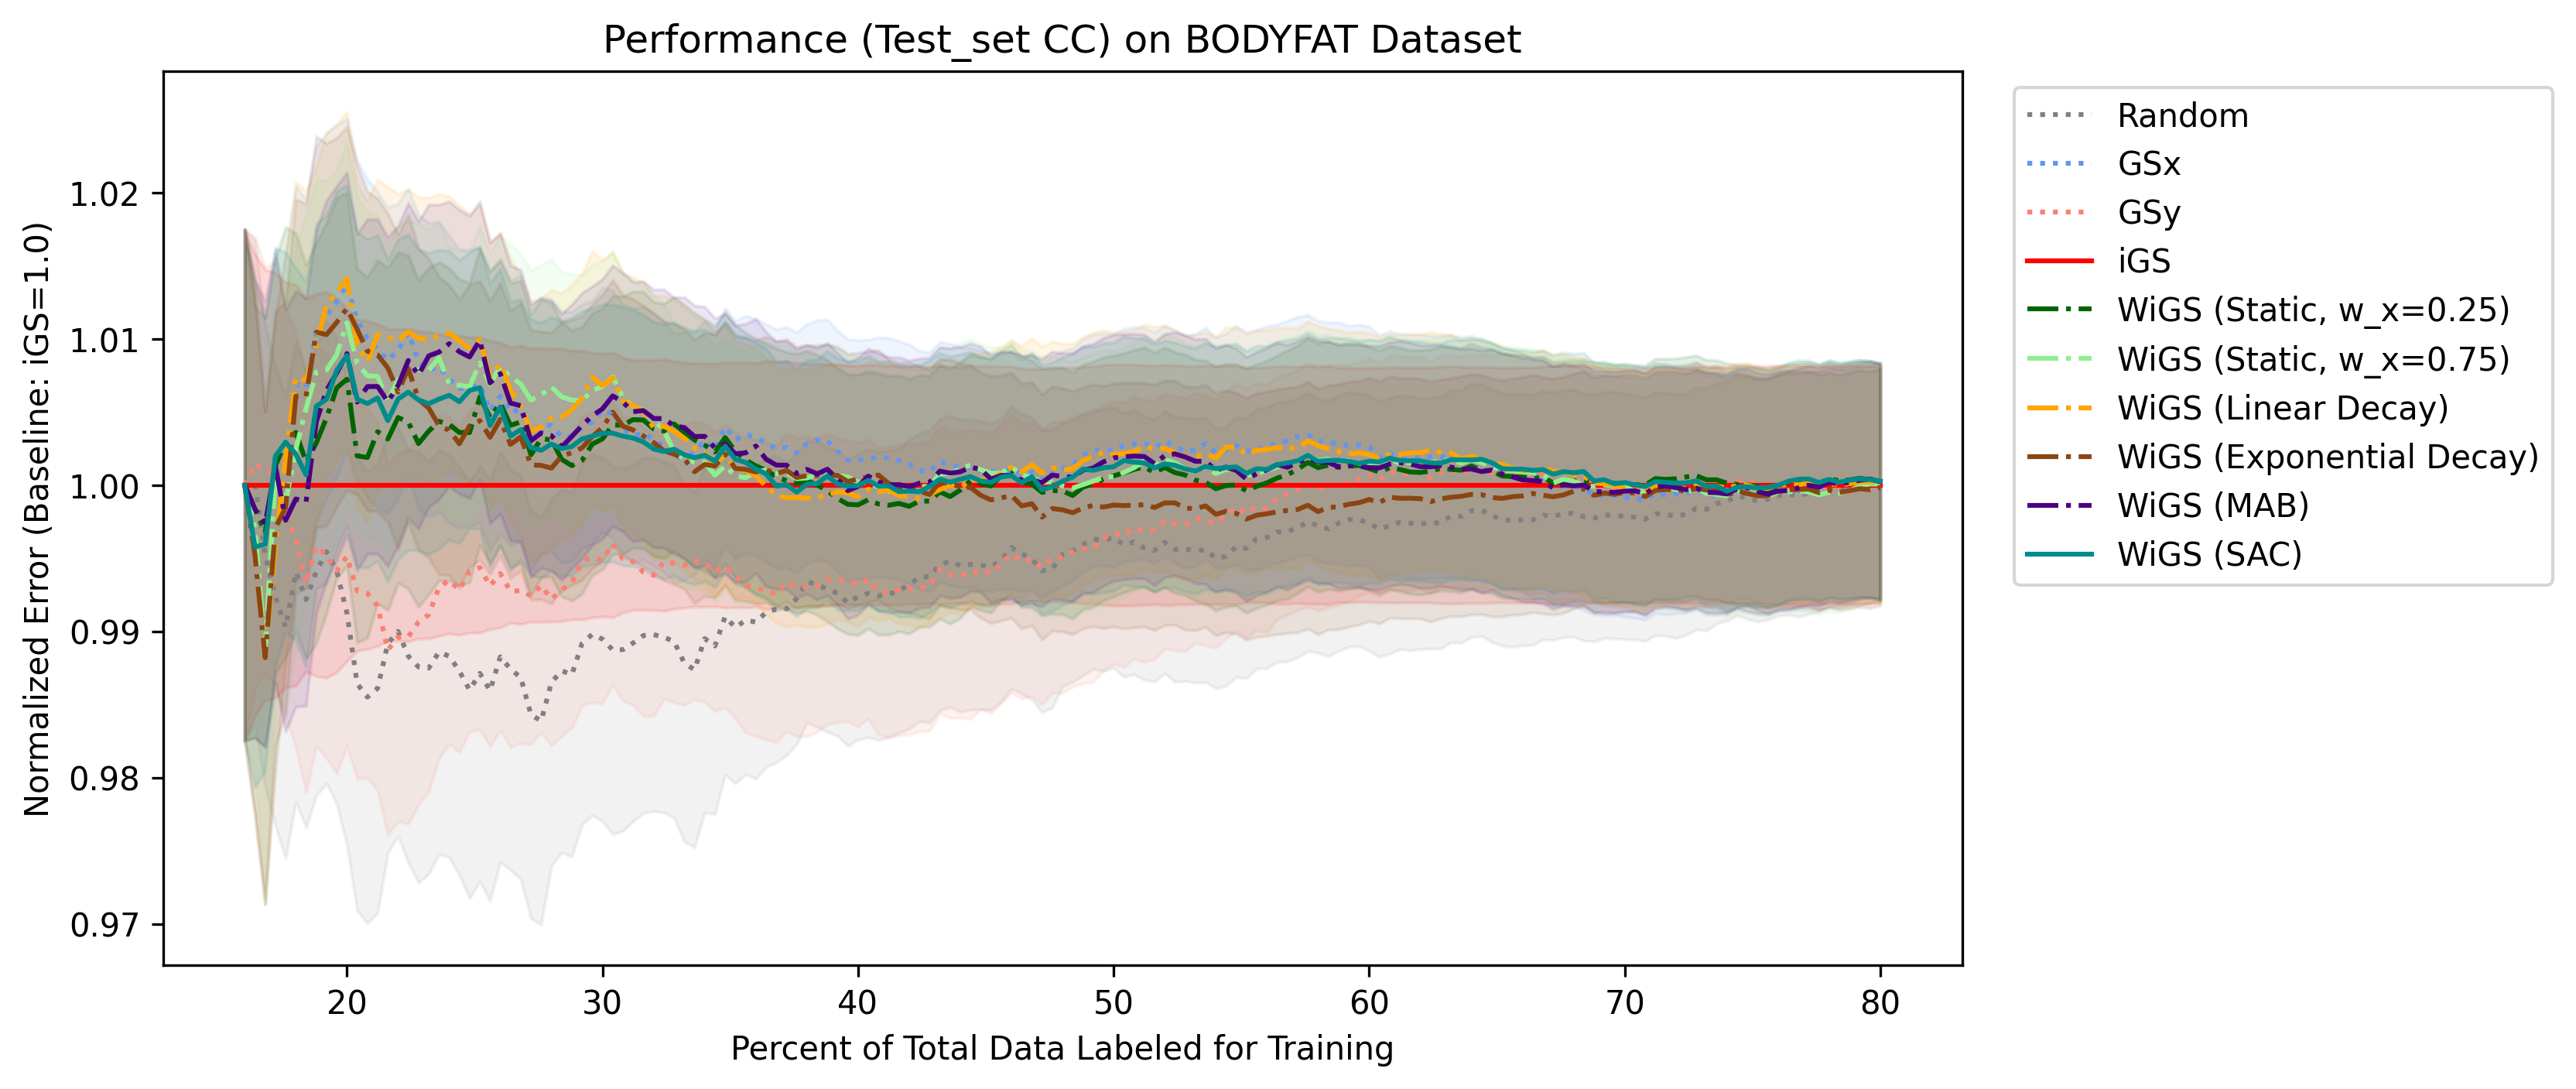 Performance (Test_set CC) on BODYFAT Dataset
Normalized Error (Baseline: iGS=1.0)
1.02
1.01
1.00
0.99
0.98
0.97
20 30 40 50 60 70 80
Percent of Total Data Labeled for Training
Random
GSx
GSy
iGS
WiGS (Static, w_x=0.25)
WiGS (Static, w_x=0.75)
WiGS (Linear Decay)
WiGS (Exponential Decay)
WiGS (MAB)
WiGS (SAC)